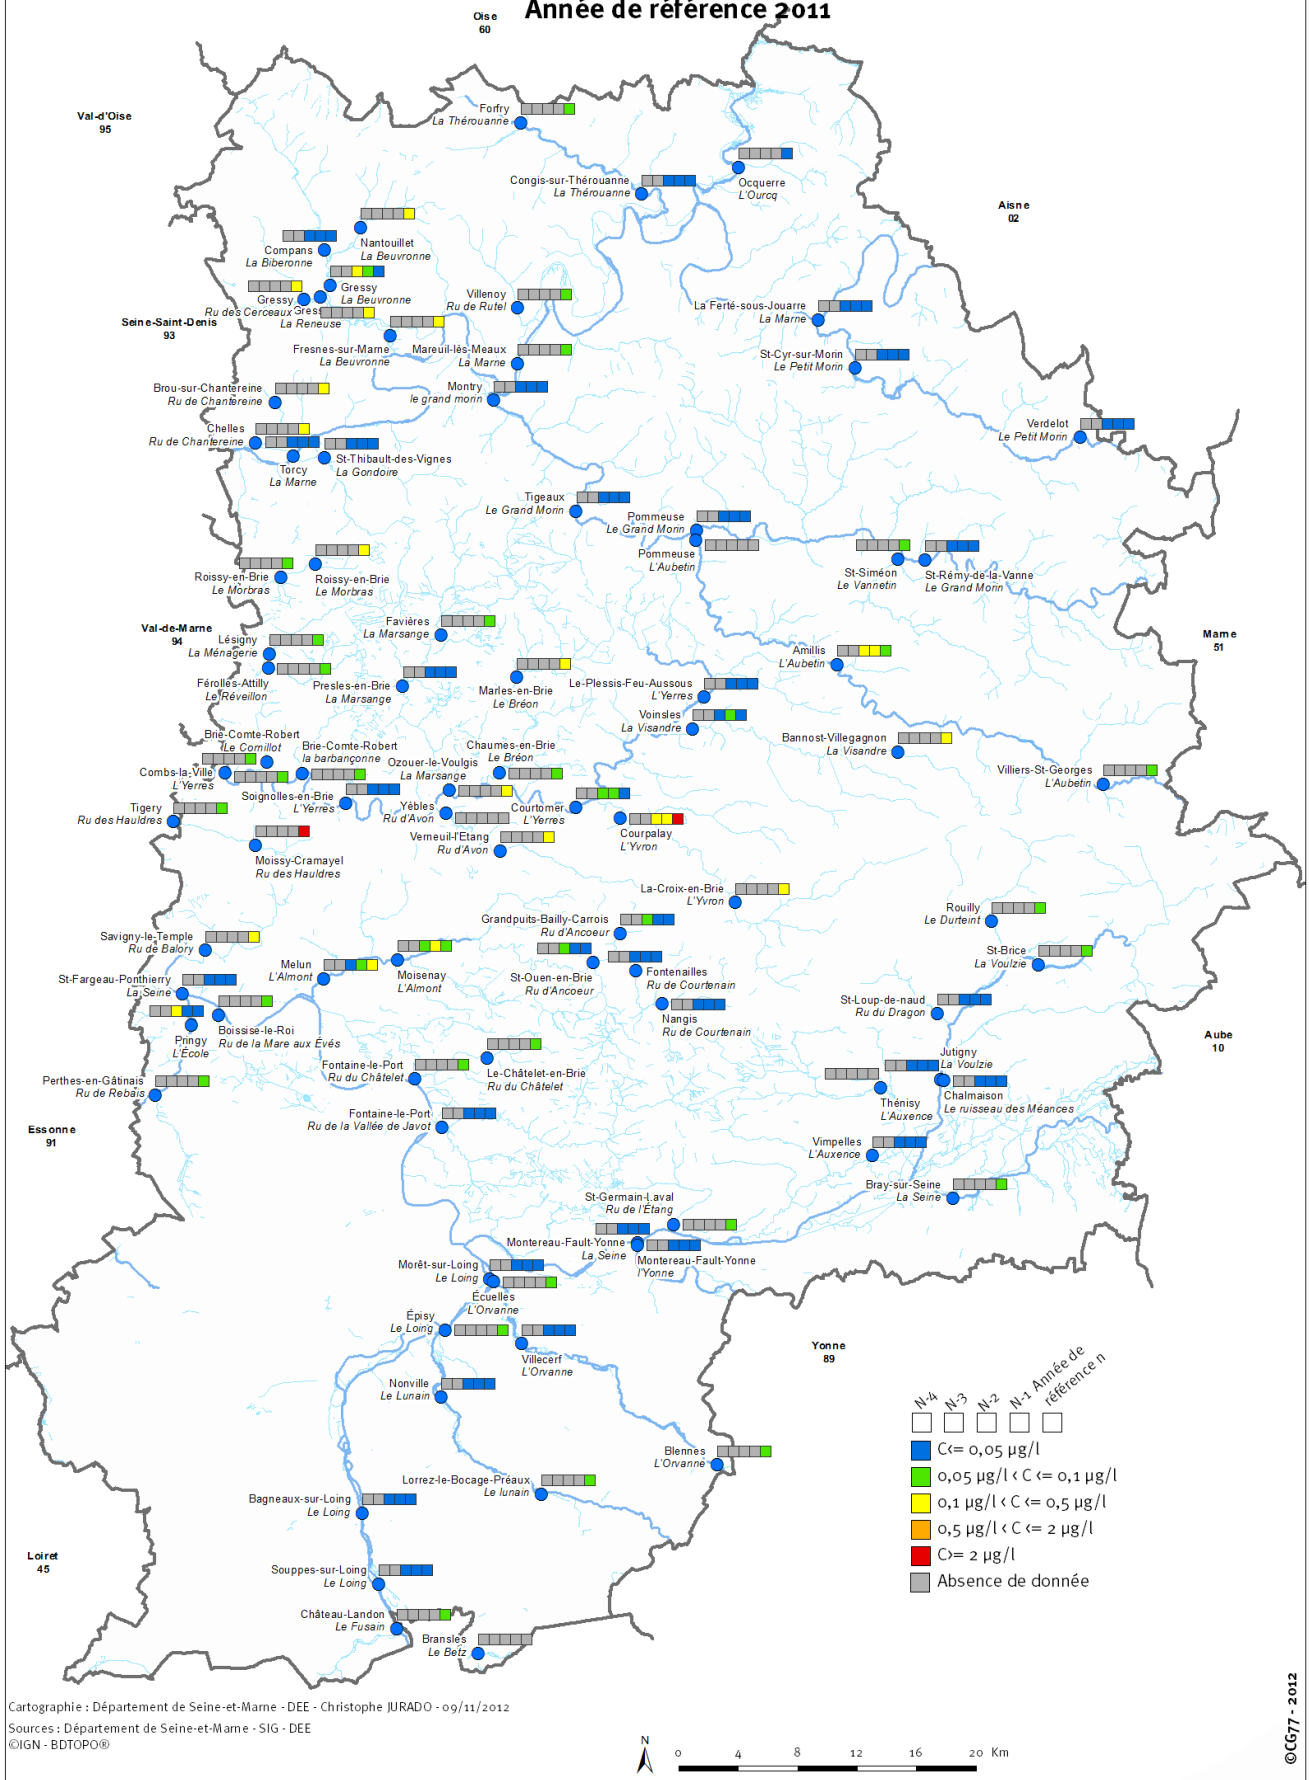 Année de référence 2011
Oise
60
Val-d'Oise
95
Forfry
La Thérouanne
Congis-sur-Thérouanne
La Thérouanne
Ocquerre
L'Ourcq
Aisne
02
Nantouillet
La Beuvronne
Compans
La Biberonne
Gressy
La Beuvronne
Gressy
Ru des Cerceaux
Gress
La Reneuse
Villenoy
Ru de Rutel
La Ferté-sous-Jouarre
La Marne
Seine-Saint-Denis
93
Fresnes-sur-Marne
La Beuvronne
Mareuil-lès-Meaux
La Marne
St-Cyr-sur-Morin
Le Petit Morin
Brou-sur-Chantereine
Ru de Chantereine
Montry
le grand morin
Chelles
Ru de Chantereine
Torcy
La Marne
St-Thibault-des-Vignes
La Gondoire
Verdelot
Le Petit Morin
Tigeaux
Le Grand Morin
Pommeuse
Le Grand Morin
Pommeuse
L'Aubetin
St-Siméon
Le Vannetin
St-Rémy-de-la-Vanne
Le Grand Morin
Roissy-en-Brie
Le Morbras
Roissy-en-Brie
Le Morbras
Val-de-Marne
94
Favières
La Marsange
Lésigny
La Ménagerie
Férolles-Attilly
Le Réveillon
Presles-en-Brie
La Marsange
Marles-en-Brie
Le Bréon
Le-Plessis-Feu-Aussous
L'Yerres
Voinsles
La Visandre
Amillis
L'Aubetin
Marne
51
Bannost-Villegagnon
La Visandre
Villiers-St-Georges
L'Aubetin
Brie-Comte-Robert
Le Cornillot
Brie-Comte-Robert
la barbançonne
Chaumes-en-Brie
Le Bréon
Ozouer-le-Voulgis
La Marsange
Combs-la-Ville
L'Yerres
Soignolles-en-Brie
L'Yerres
Yèbles
Ru d'Avon
Courtomer
L'Yerres
Tigery
Ru des Hauldres
Courpalay
L'Yvron
Verneuil-l'Etang
Ru d'Avon
Moissy-Cramayel
Ru des Hauldres
La-Croix-en-Brie
L'Yvron
Grandpuits-Bailly-Carrois
Ru d'Ancoeur
Rouilly
Le Durteint
Savigny-le-Temple
Ru de Balory
St-Brice
La Voulzie
Melun
L'Almont
Moisenay
L'Almont
St-Ouen-en-Brie
Ru d'Ancoeur
Fontenailles
Ru de Courtenain
St-Fargeau-Ponthierry
La Seine
Nangis
Ru de Courtenain
St-Loup-de-naud
Ru du Dragon
Pringy
L'École
Boissise-le-Roi
Ru de la Mare aux Évés
Aube
10
Jutigny
La Voulzie
Fontaine-le-Port
Ru du Châtelet
Le-Châtelet-en-Brie
Ru du Châtelet
Perthes-en-Gâtinais
Ru de Rebais
Thénisy
L'Auxence
Chalmaison
Le ruisseau des Méances
Fontaine-le-Port
Ru de la Vallée de Javot
Essonne
91
Vimpelles
L'Auxence
Bray-sur-Seine
La Seine
St-Germain-Laval
Ru de l'Étang
Montereau-Fault-Yonne
La Seine
Montereau-Fault-Yonne
l'Yonne
Morêt-sur-Loing
Le Loing
Écuelles
L'Orvanne
Épisy
Le Loing
Villecerf
L'Orvanne
Yonne
89
Nonville
Le Lunain
Blennes
L'Orvanne
Lorrez-le-Bocage-Préaux
Le lunain
Bagneaux-sur-Loing
Le Loing
Loiret
45
Souppes-sur-Loing
Le Loing
Château-Landon
Le Fusain
Bransles
Le Betz
N-4
N-3
N-2
N-1
Année de
référence n
C<= 0,05 µg/l
0,05 µg/l < C <= 0,1 µg/l
0,1 µg/l < C <= 0,5 µg/l
0,5 µg/l < C <= 2 µg/l
C>= 2 µg/l
Absence de donnée
Cartographie : Département de Seine-et-Marne - DEE - Christophe JURADO - 09/11/2012
Sources : Département de Seine-et-Marne - SIG - DEE
©IGN - BDTOPO®
N
0 4 8 12 16 20 Km
©CG77 - 2012